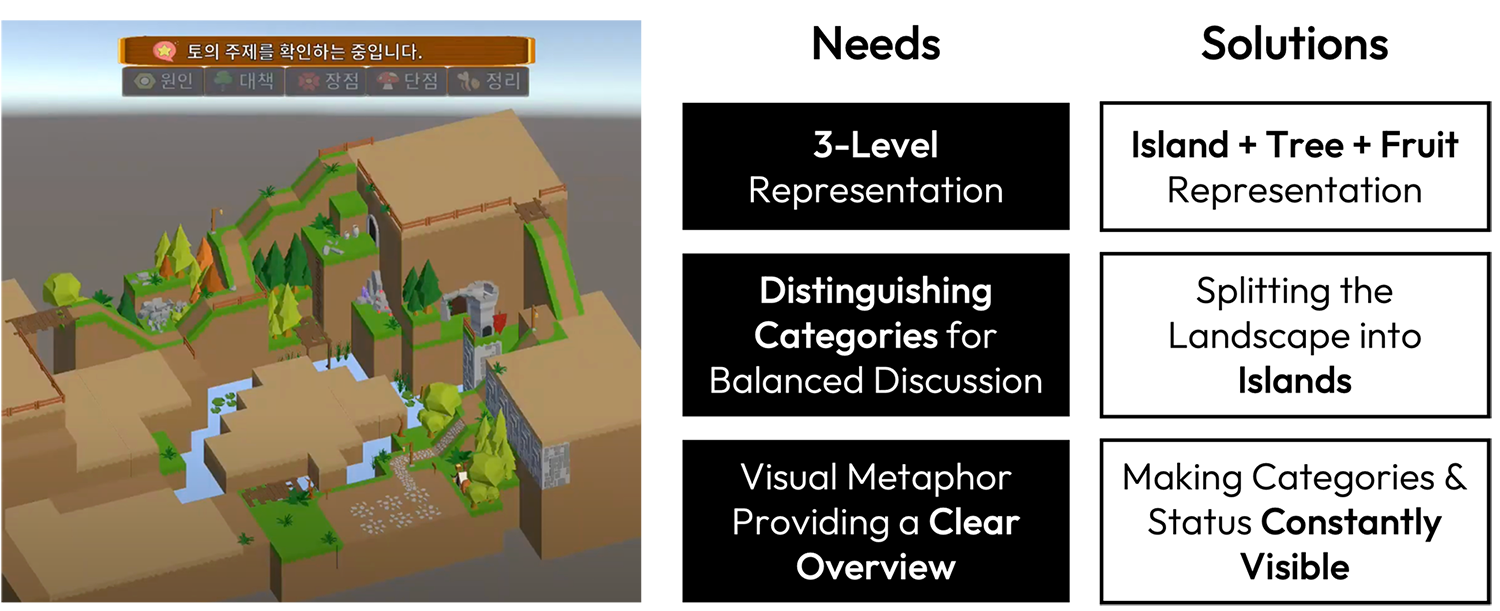 토의 주제를 확인하는 중입니다.
원인 대책 장점 단점 정리
Needs
Solutions
3-Level
Representation
Island + Tree + Fruit
Representation
Distinguishing
Categories for
Balanced Discussion
Splitting the
Landscape into
Islands
Visual Metaphor
Providing a Clear
Overview
Making Categories &
Status Constantly
Visible